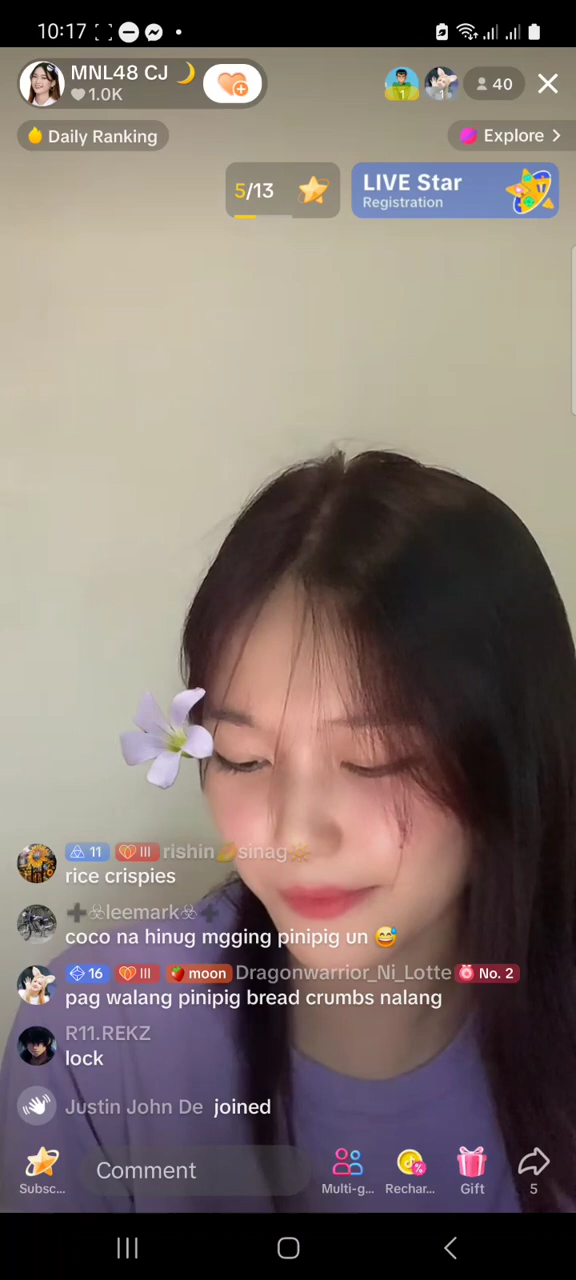 10:17
MNL48 CJ 🌙
1.0K
1
1
40
Daily Ranking
Explore >
5/13
LIVE Star
Registration
11 III rishin🥭sinag☀️
rice crispies
➕☣leemark☣➕
coco na hinug mgging pinipig un 😅
16 III 🍓 moon Dragonwarrior_Ni_Lotte No. 2
pag walang pinipig bread crumbs nalang
R11.REKZ
lock
Justin John De joined
Comment
Subsc...
Multi-g...
Rechar...
Gift
5